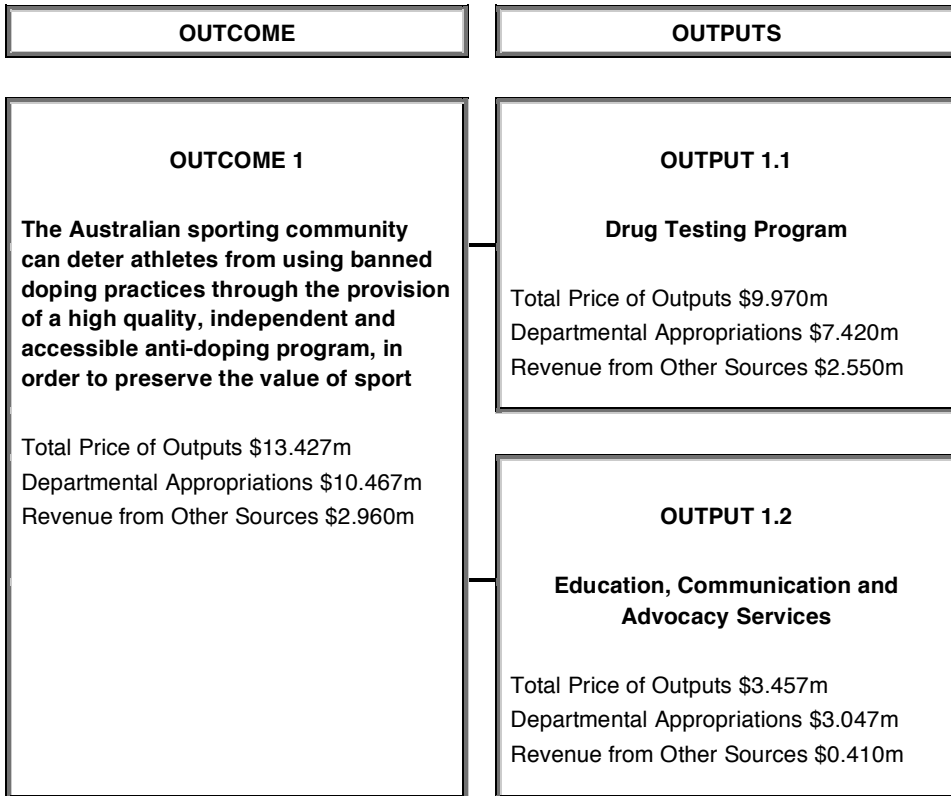 OUTCOME
OUTPUTS
OUTCOME 1
The Australian sporting community
can deter athletes from using banned
doping practices through the provision
of a high quality, independent and
accessible anti-doping program, in
order to preserve the value of sport
Total Price of Outputs $13.427m
Departmental Appropriations $10.467m
Revenue from Other Sources $2.960m
OUTPUT 1.1
Drug Testing Program
Total Price of Outputs $9.970m
Departmental Appropriations $7.420m
Revenue from Other Sources $2.550m
OUTPUT 1.2
Education, Communication and
Advocacy Services
Total Price of Outputs $3.457m
Departmental Appropriations $3.047m
Revenue from Other Sources $0.410m